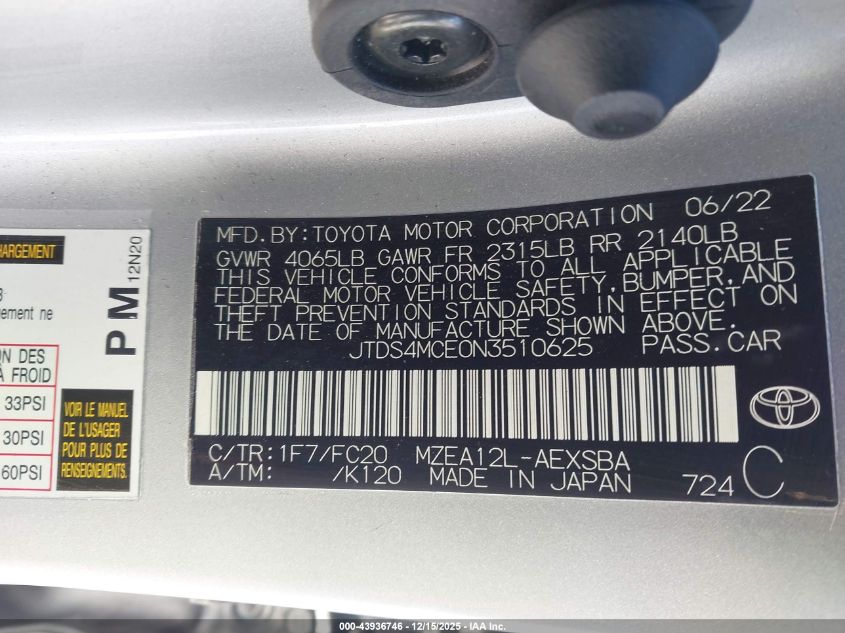 CHARGEMENT
12N20
PM
ement ne
ON DES
À FROID
33PSI
30PSI
60PSI
VOIR LE MANUEL
DE L'USAGER
POUR PLUS DE
RENSEIGNEMENTS
MFD. BY:TOYOTA MOTOR CORPORATION 06/22
GVWR 4065LB GAWR FR 2315LB RR 2140LB
THIS VEHICLE CONFORMS TO ALL APPLICABLE
FEDERAL MOTOR VEHICLE SAFETY, BUMPER, AND
THEFT PREVENTION STANDARDS IN EFFECT ON
THE DATE OF MANUFACTURE SHOWN ABOVE.
JTDS4MCE0N3510625 PASS.CAR
C/TR:1F7/FC20 MZEA12L-AEXSBA
A/TM: /K120 MADE IN JAPAN 724 C
000-43936746 - 12/15/2025 - IAA Inc.